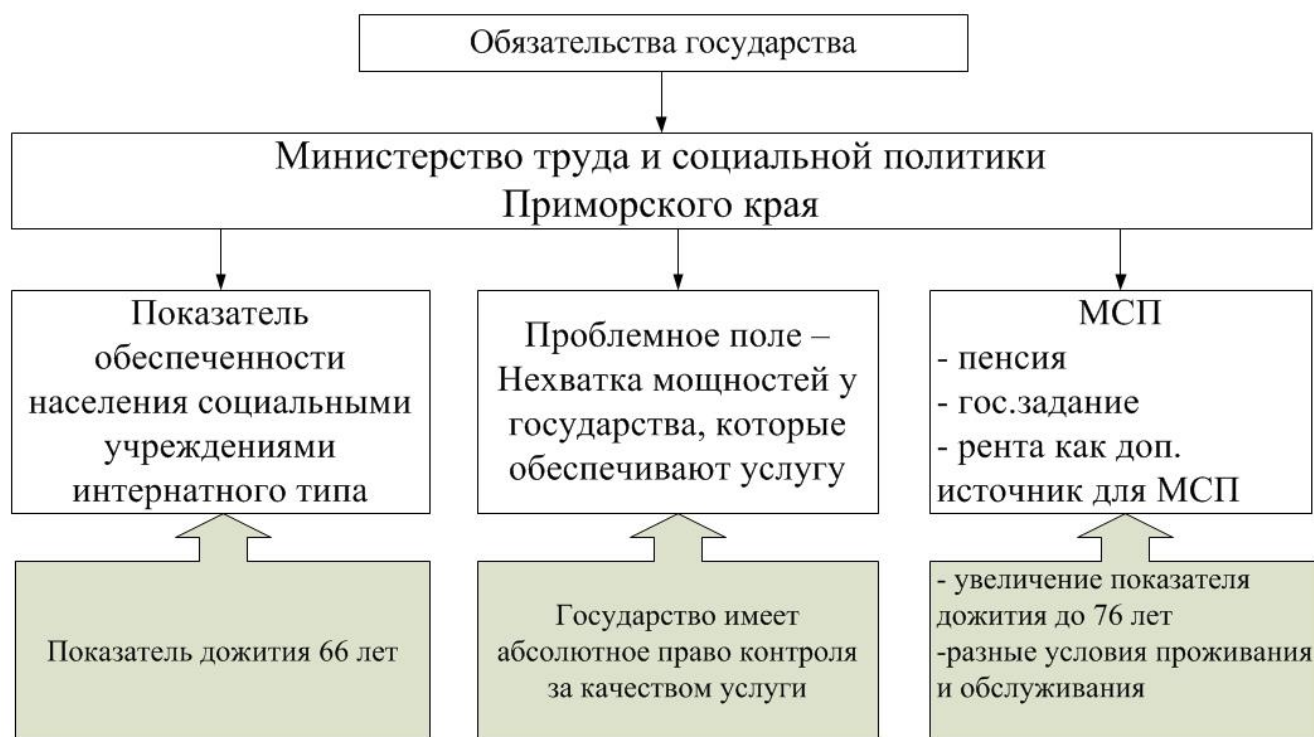 Обязательства государства
Министерство труда и социальной политики
Приморского края
Показатель
обеспеченности
населения социальными
учреждениями
интернатного типа
Проблемное поле –
Нехватка мощностей у
государства, которые
обеспечивают услугу
МСП
- пенсия
- гос.задание
- рента как доп.
источник для МСП
Показатель дожития 66 лет
Государство имеет
абсолютное право контроля
за качеством услуги
- увеличение показателя
дожития до 76 лет
-разные условия проживания
и обслуживания